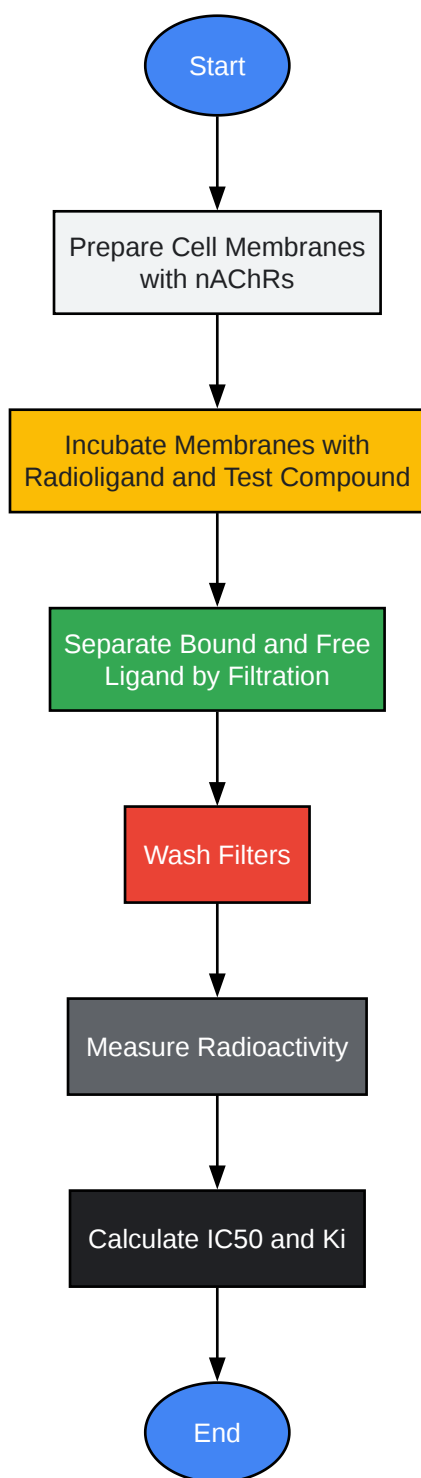 Start
Prepare Cell Membranes
with nAChRs
Incubate Membranes with
Radioligand and Test Compound
Separate Bound and Free
Ligand by Filtration
Wash Filters
Measure Radioactivity
Calculate IC50 and Ki
End